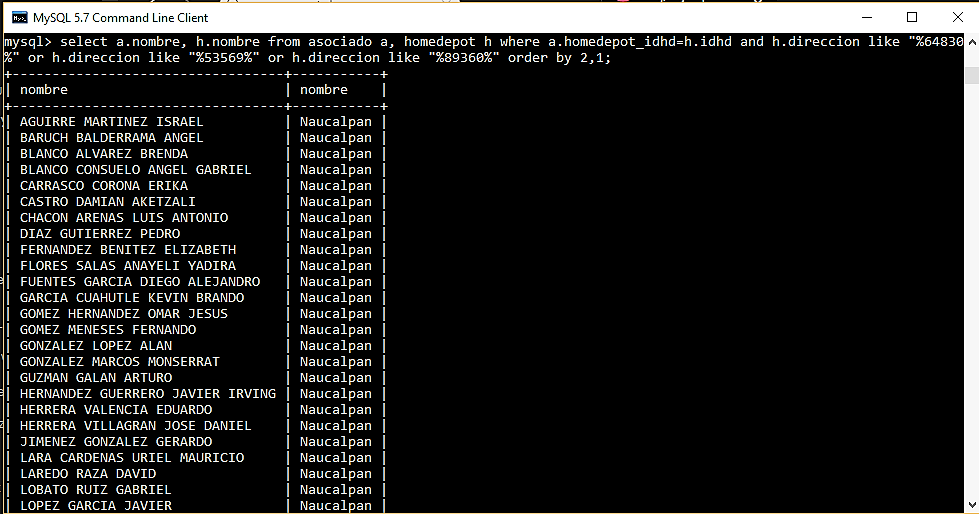 MySQL 5.7 Command Line Client
mysql> select a.nombre, h.nombre from asociado a, homedepot h where a.homedepot_idhd=h.idhd and h.direccion like "%64830
%" or h.direccion like "%53569%" or h.direccion like "%89360%" order by 2,1;
+----------------------------------+-----------+
| nombre | nombre |
+----------------------------------+-----------+
| AGUIRRE MARTINEZ ISRAEL | Naucalpan |
| BARUCH BALDERRAMA ANGEL | Naucalpan |
| BLANCO ALVAREZ BRENDA | Naucalpan |
| BLANCO CONSUELO ANGEL GABRIEL | Naucalpan |
| CARRASCO CORONA ERIKA | Naucalpan |
| CASTRO DAMIAN AKETZALI | Naucalpan |
| CHACON ARENAS LUIS ANTONIO | Naucalpan |
| DIAZ GUTIERREZ PEDRO | Naucalpan |
| FERNANDEZ BENITEZ ELIZABETH | Naucalpan |
| FLORES SALAS ANAYELI YADIRA | Naucalpan |
| FUENTES GARCIA DIEGO ALEJANDRO | Naucalpan |
| GARCIA CUAHUTLE KEVIN BRANDO | Naucalpan |
| GOMEZ HERNANDEZ OMAR JESUS | Naucalpan |
| GOMEZ MENESES FERNANDO | Naucalpan |
| GONZALEZ LOPEZ ALAN | Naucalpan |
| GONZALEZ MARCOS MONSERRAT | Naucalpan |
| GUZMAN GALAN ARTURO | Naucalpan |
| HERNANDEZ GUERRERO JAVIER IRVING | Naucalpan |
| HERRERA VALENCIA EDUARDO | Naucalpan |
| HERRERA VILLAGRAN JOSE DANIEL | Naucalpan |
| JIMENEZ GONZALEZ GERARDO | Naucalpan |
| LARA CARDENAS URIEL MAURICIO | Naucalpan |
| LAREDO RAZA DAVID | Naucalpan |
| LOBATO RUIZ GABRIEL | Naucalpan |
| LOPEZ GARCIA JAVIER | Naucalpan |